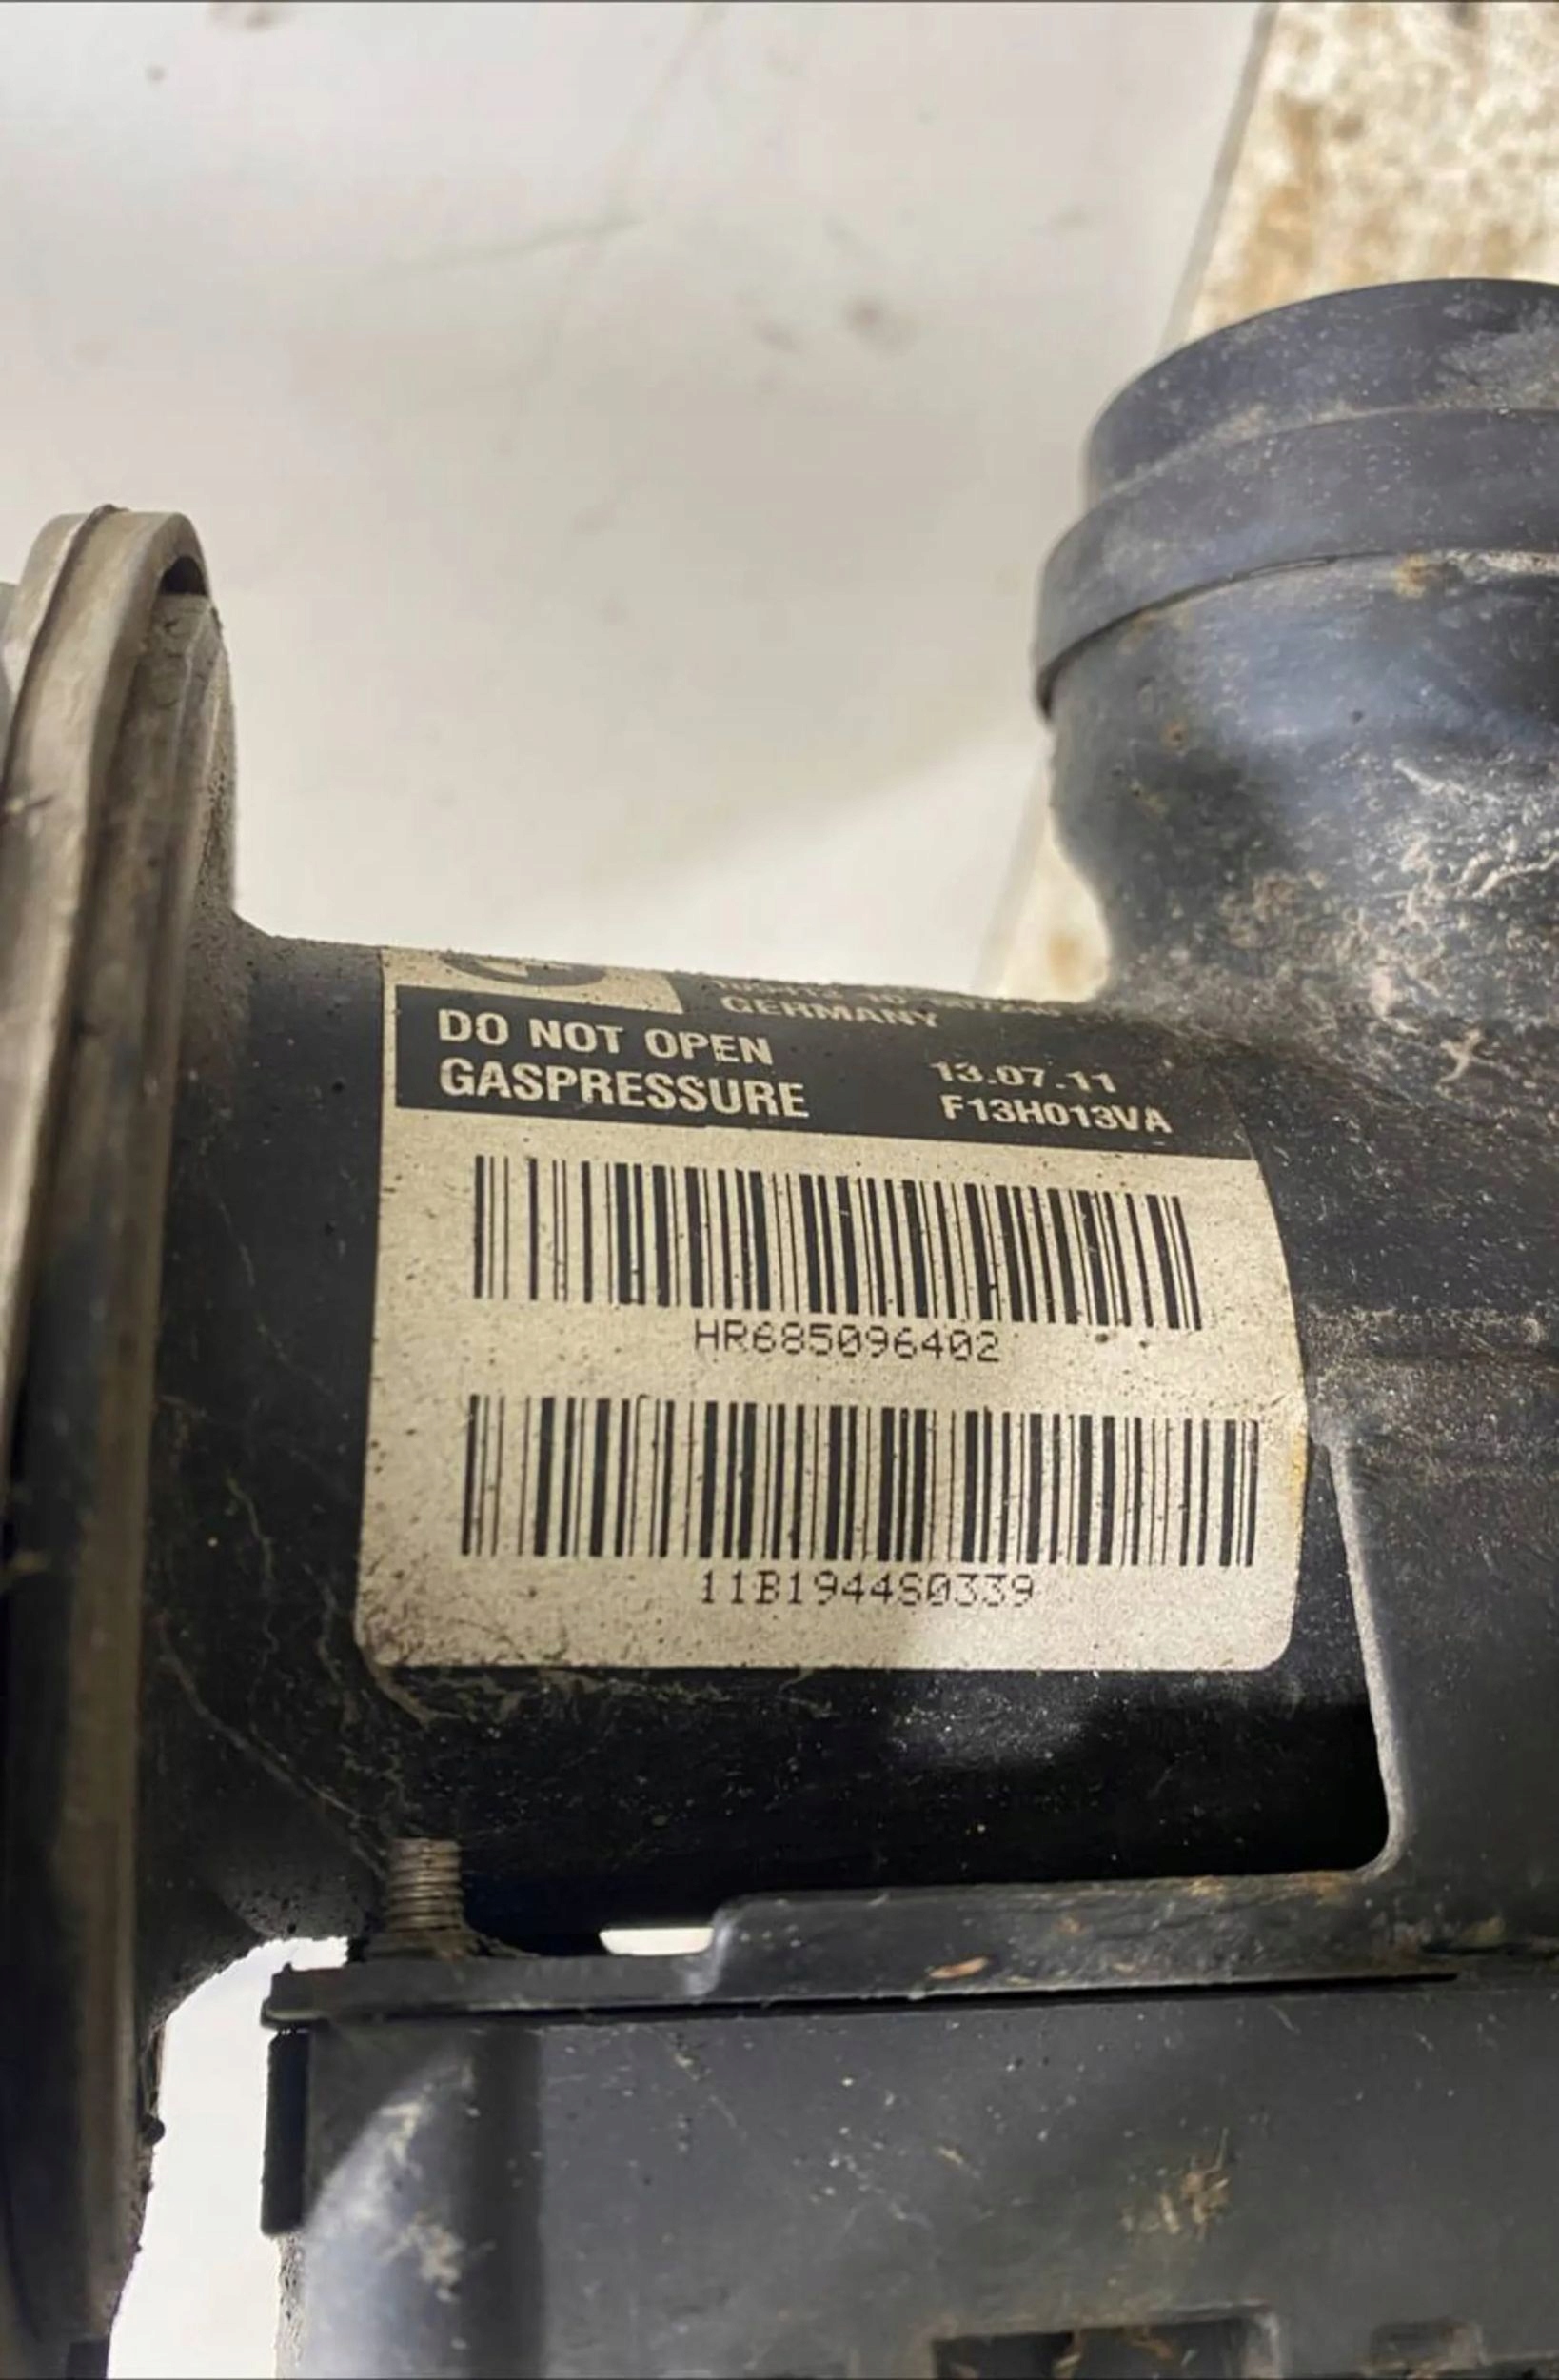 GERMANY
DO NOT OPEN
GASPRESSURE
13.07.11
F13H013VA
HR685096402
11B1944S0339